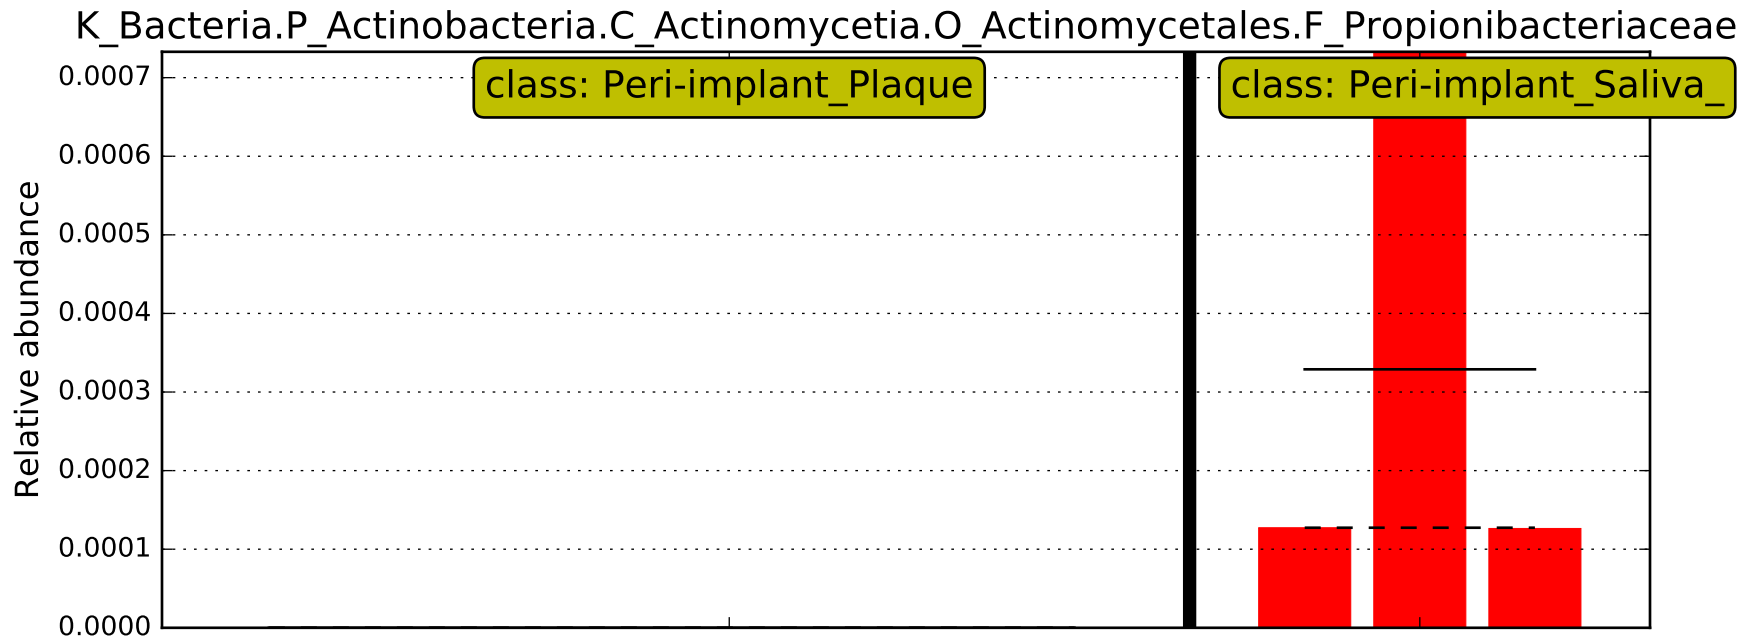 K_Bacteria.P_Actinobacteria.C_Actinomycetia.O_Actinomycetales.F_Propionibacteriaceae
class: Peri-implant_Plaque
class: Peri-implant_Saliva_
Relative abundance
0.0007
0.0006
0.0005
0.0004
0.0003
0.0002
0.0001
0.0000